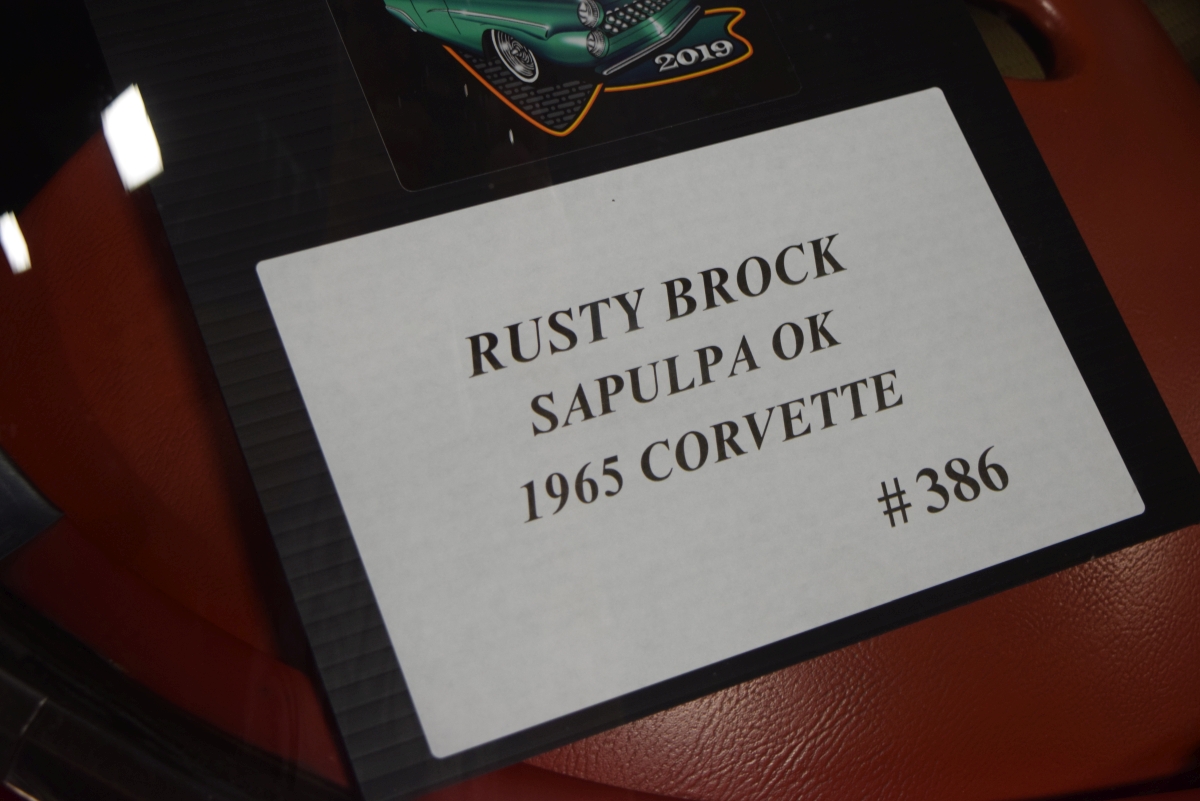 2019
RUSTY BROCK
SAPULPA OK
1965 CORVETTE
#386